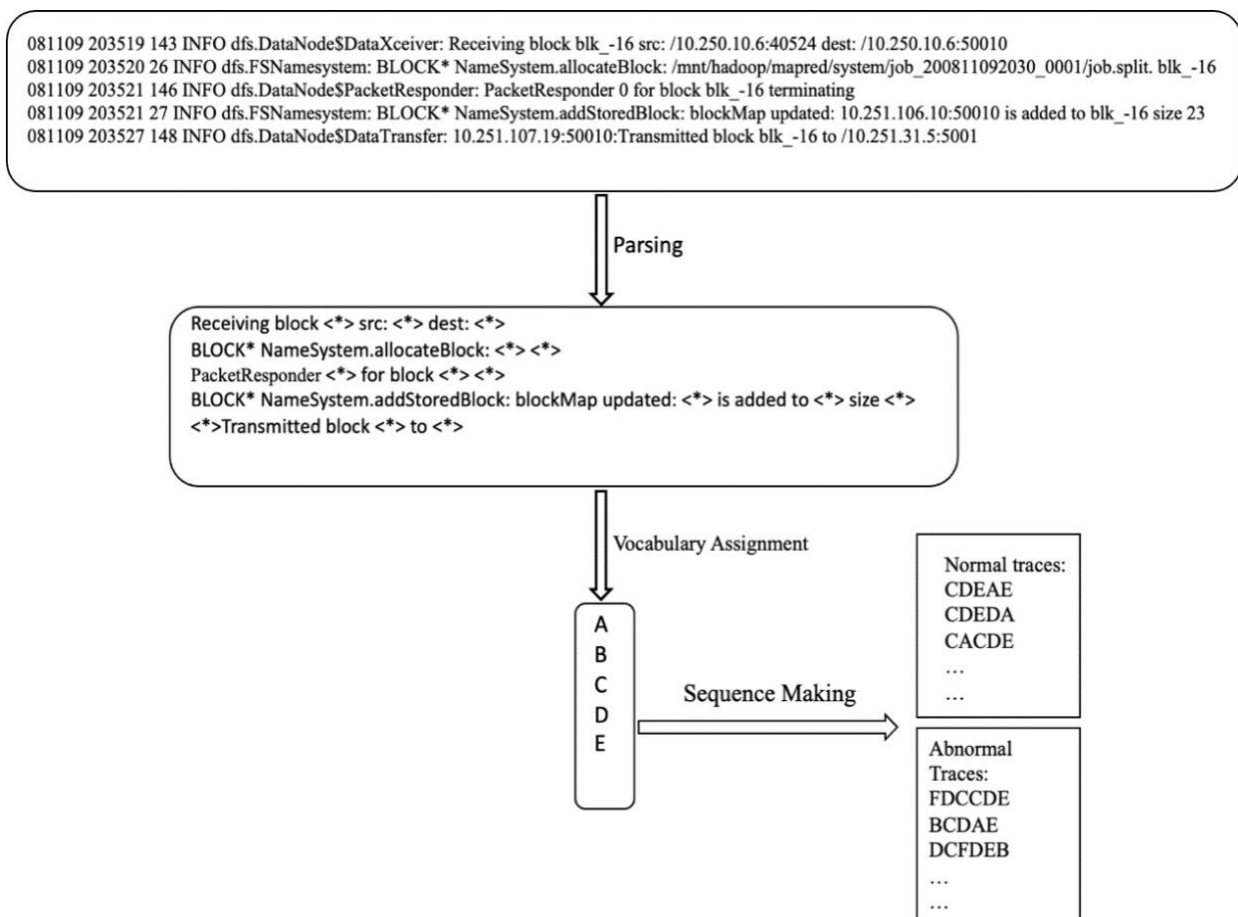 081109 203519 143 INFO dfs.DataNode$DataXceiver: Receiving block blk_-16 src: /10.250.10.6:40524 dest: /10.250.10.6:50010
081109 203520 26 INFO dfs.FSNamesystem: BLOCK* NameSystem.allocateBlock: /mnt/hadoop/mapred/system/job_200811092030_0001/job.split. blk_-16
081109 203521 146 INFO dfs.DataNode$PacketResponder: PacketResponder 0 for block blk_-16 terminating
081109 203521 27 INFO dfs.FSNamesystem: BLOCK* NameSystem.addStoredBlock: blockMap updated: 10.251.106.10:50010 is added to blk_-16 size 23
081109 203527 148 INFO dfs.DataNode$DataTransfer: 10.251.107.19:50010:Transmitted block blk_-16 to /10.251.31.5:5001
Parsing
Receiving block <*> src: <*> dest: <*>
BLOCK* NameSystem.allocateBlock: <*> <*>
PacketResponder <*> for block <*> <*>
BLOCK* NameSystem.addStoredBlock: blockMap updated: <*> is added to <*> size <*>
<*>Transmitted block <*> to <*>
Vocabulary Assignment
A
B
C
D
E
Sequence Making
Normal traces:
CDEAE
CDEDA
CACDE
...
...
Abnormal
Traces:
FDCCDE
BCDAE
DCFDEB
...
...